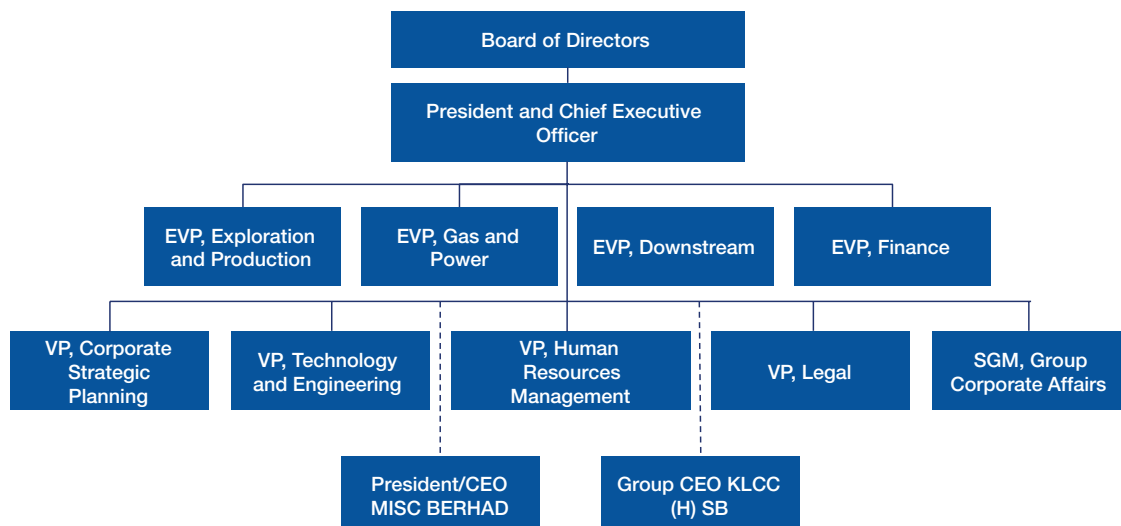 Board of Directors
President and Chief Executive
Officer
EVP, Exploration
and Production
EVP, Gas and
Power
EVP, Downstream
EVP, Finance
VP, Corporate
Strategic
Planning
VP, Technology
and Engineering
VP, Human
Resources
Management
VP, Legal
SGM, Group
Corporate Affairs
President/CEO
MISC BERHAD
Group CEO KLCC
(H) SB